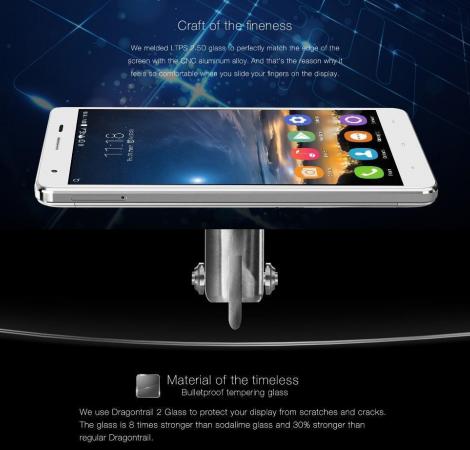 Craft of the fineness
We melded LTPS 2.5D glass to perfectly match the edge of the
screen with the CNC aluminum alloy. And that's the reason why it
feels so comfortable when you slide your fingers on the display.
11:18
Material of the timeless
Bulletproof tempering glass
We use Dragontrail 2 Glass to protect your display from scratches and cracks.
The glass is 8 times stronger than sodalime glass and 30% stronger than
regular Dragontrail.